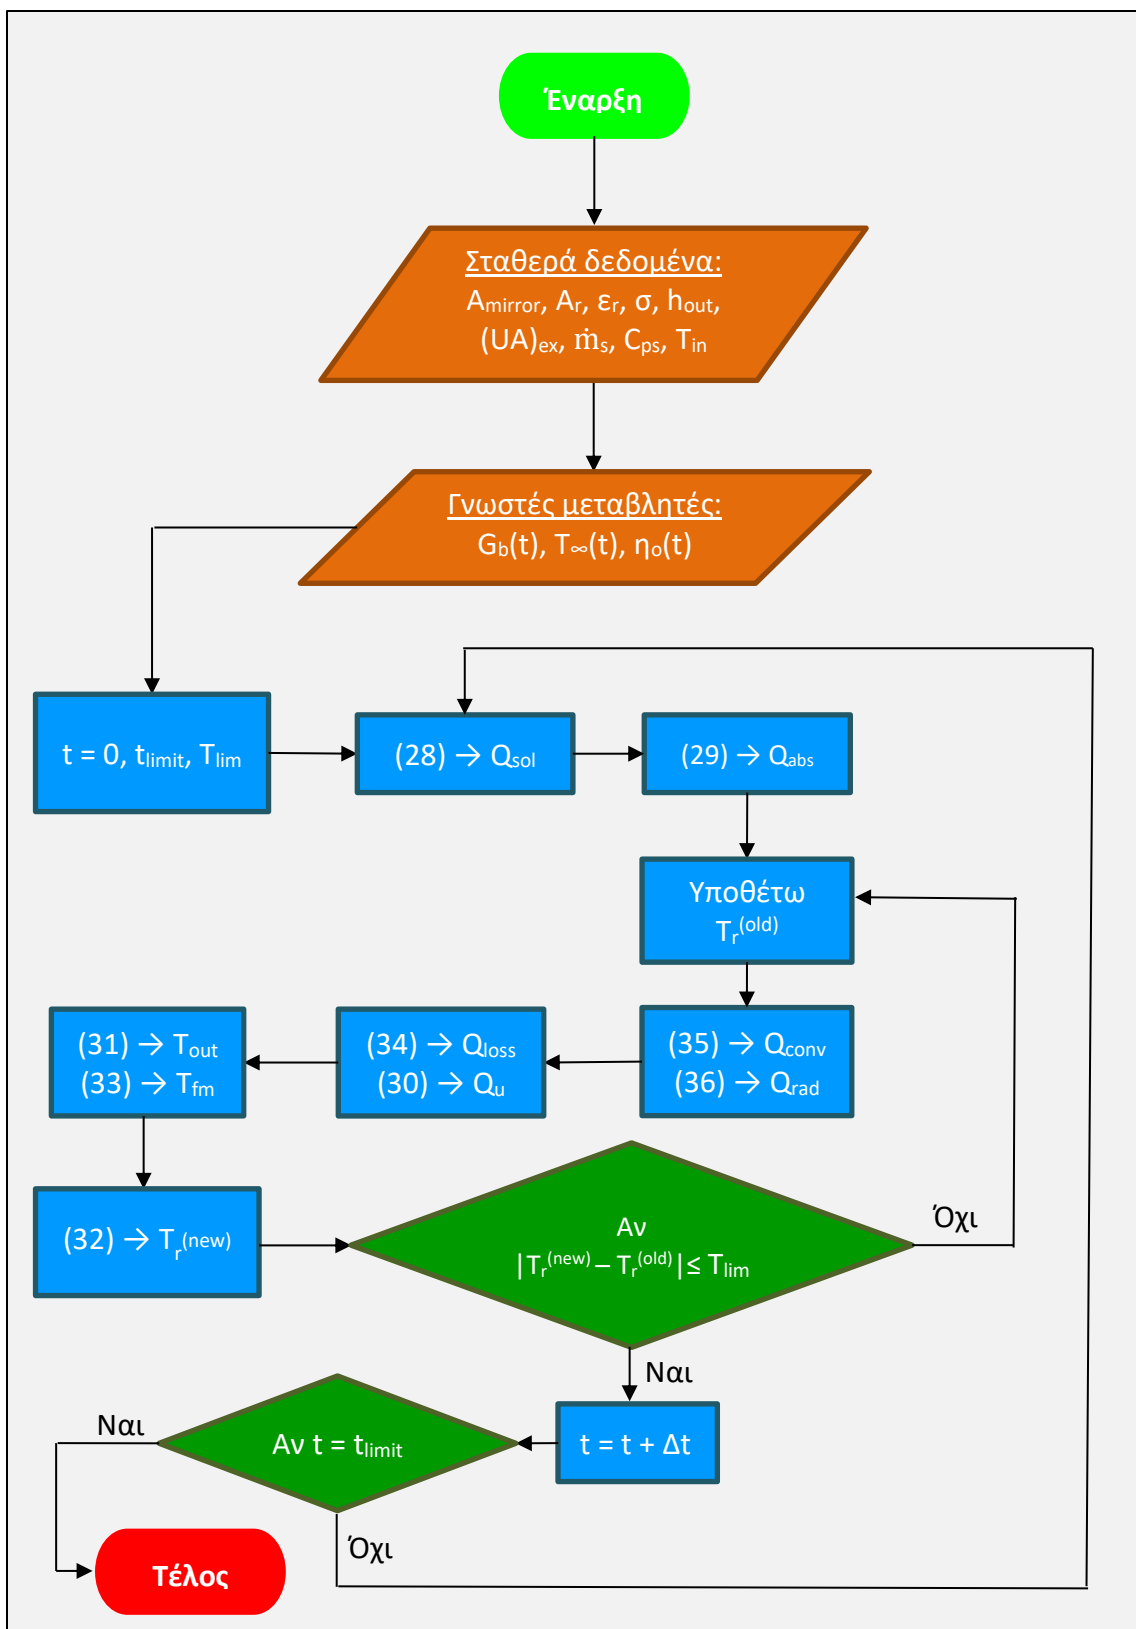 Έναρξη
Σταθερά δεδομένα:
Amirror, Ar, εr, σ, hout,
(UA)ex, ṁs, Cps, Tin
Γνωστές μεταβλητές:
Gb(t), T∞(t), ηo(t)
t = 0, tlimit, Tlim
(28) → Qsol
(29) → Qabs
Υποθέτω
Tr(old)
(35) → Qconv
(36) → Qrad
(34) → Qloss
(30) → Qu
(31) → Tout
(33) → Tfm
(32) → Tr(new)
Αν
|Tr(new) – Tr(old)| ≤ Tlim
Όχι
Ναι
t = t + Δt
Αν t = tlimit
Ναι
Όχι
Τέλος